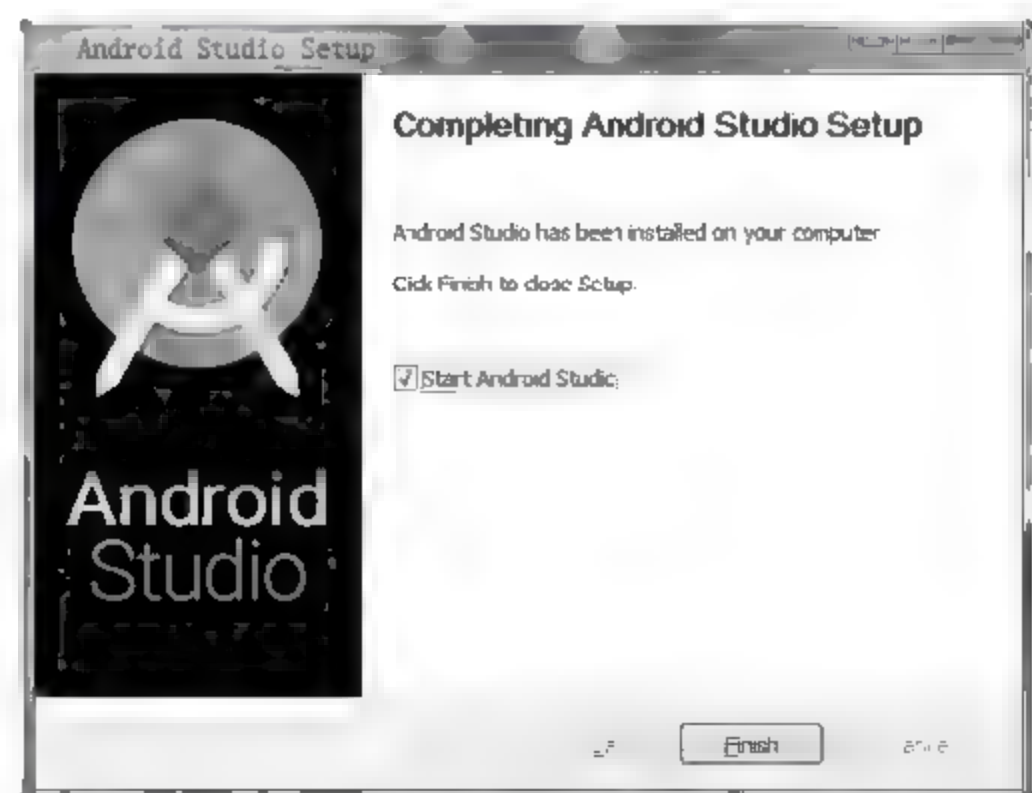 Android Studio Setup
Completing Android Studio Setup
Android Studio has been installed on your computer
Click Finish to close Setup.
Start Android Studio
Android
Studio
Finish